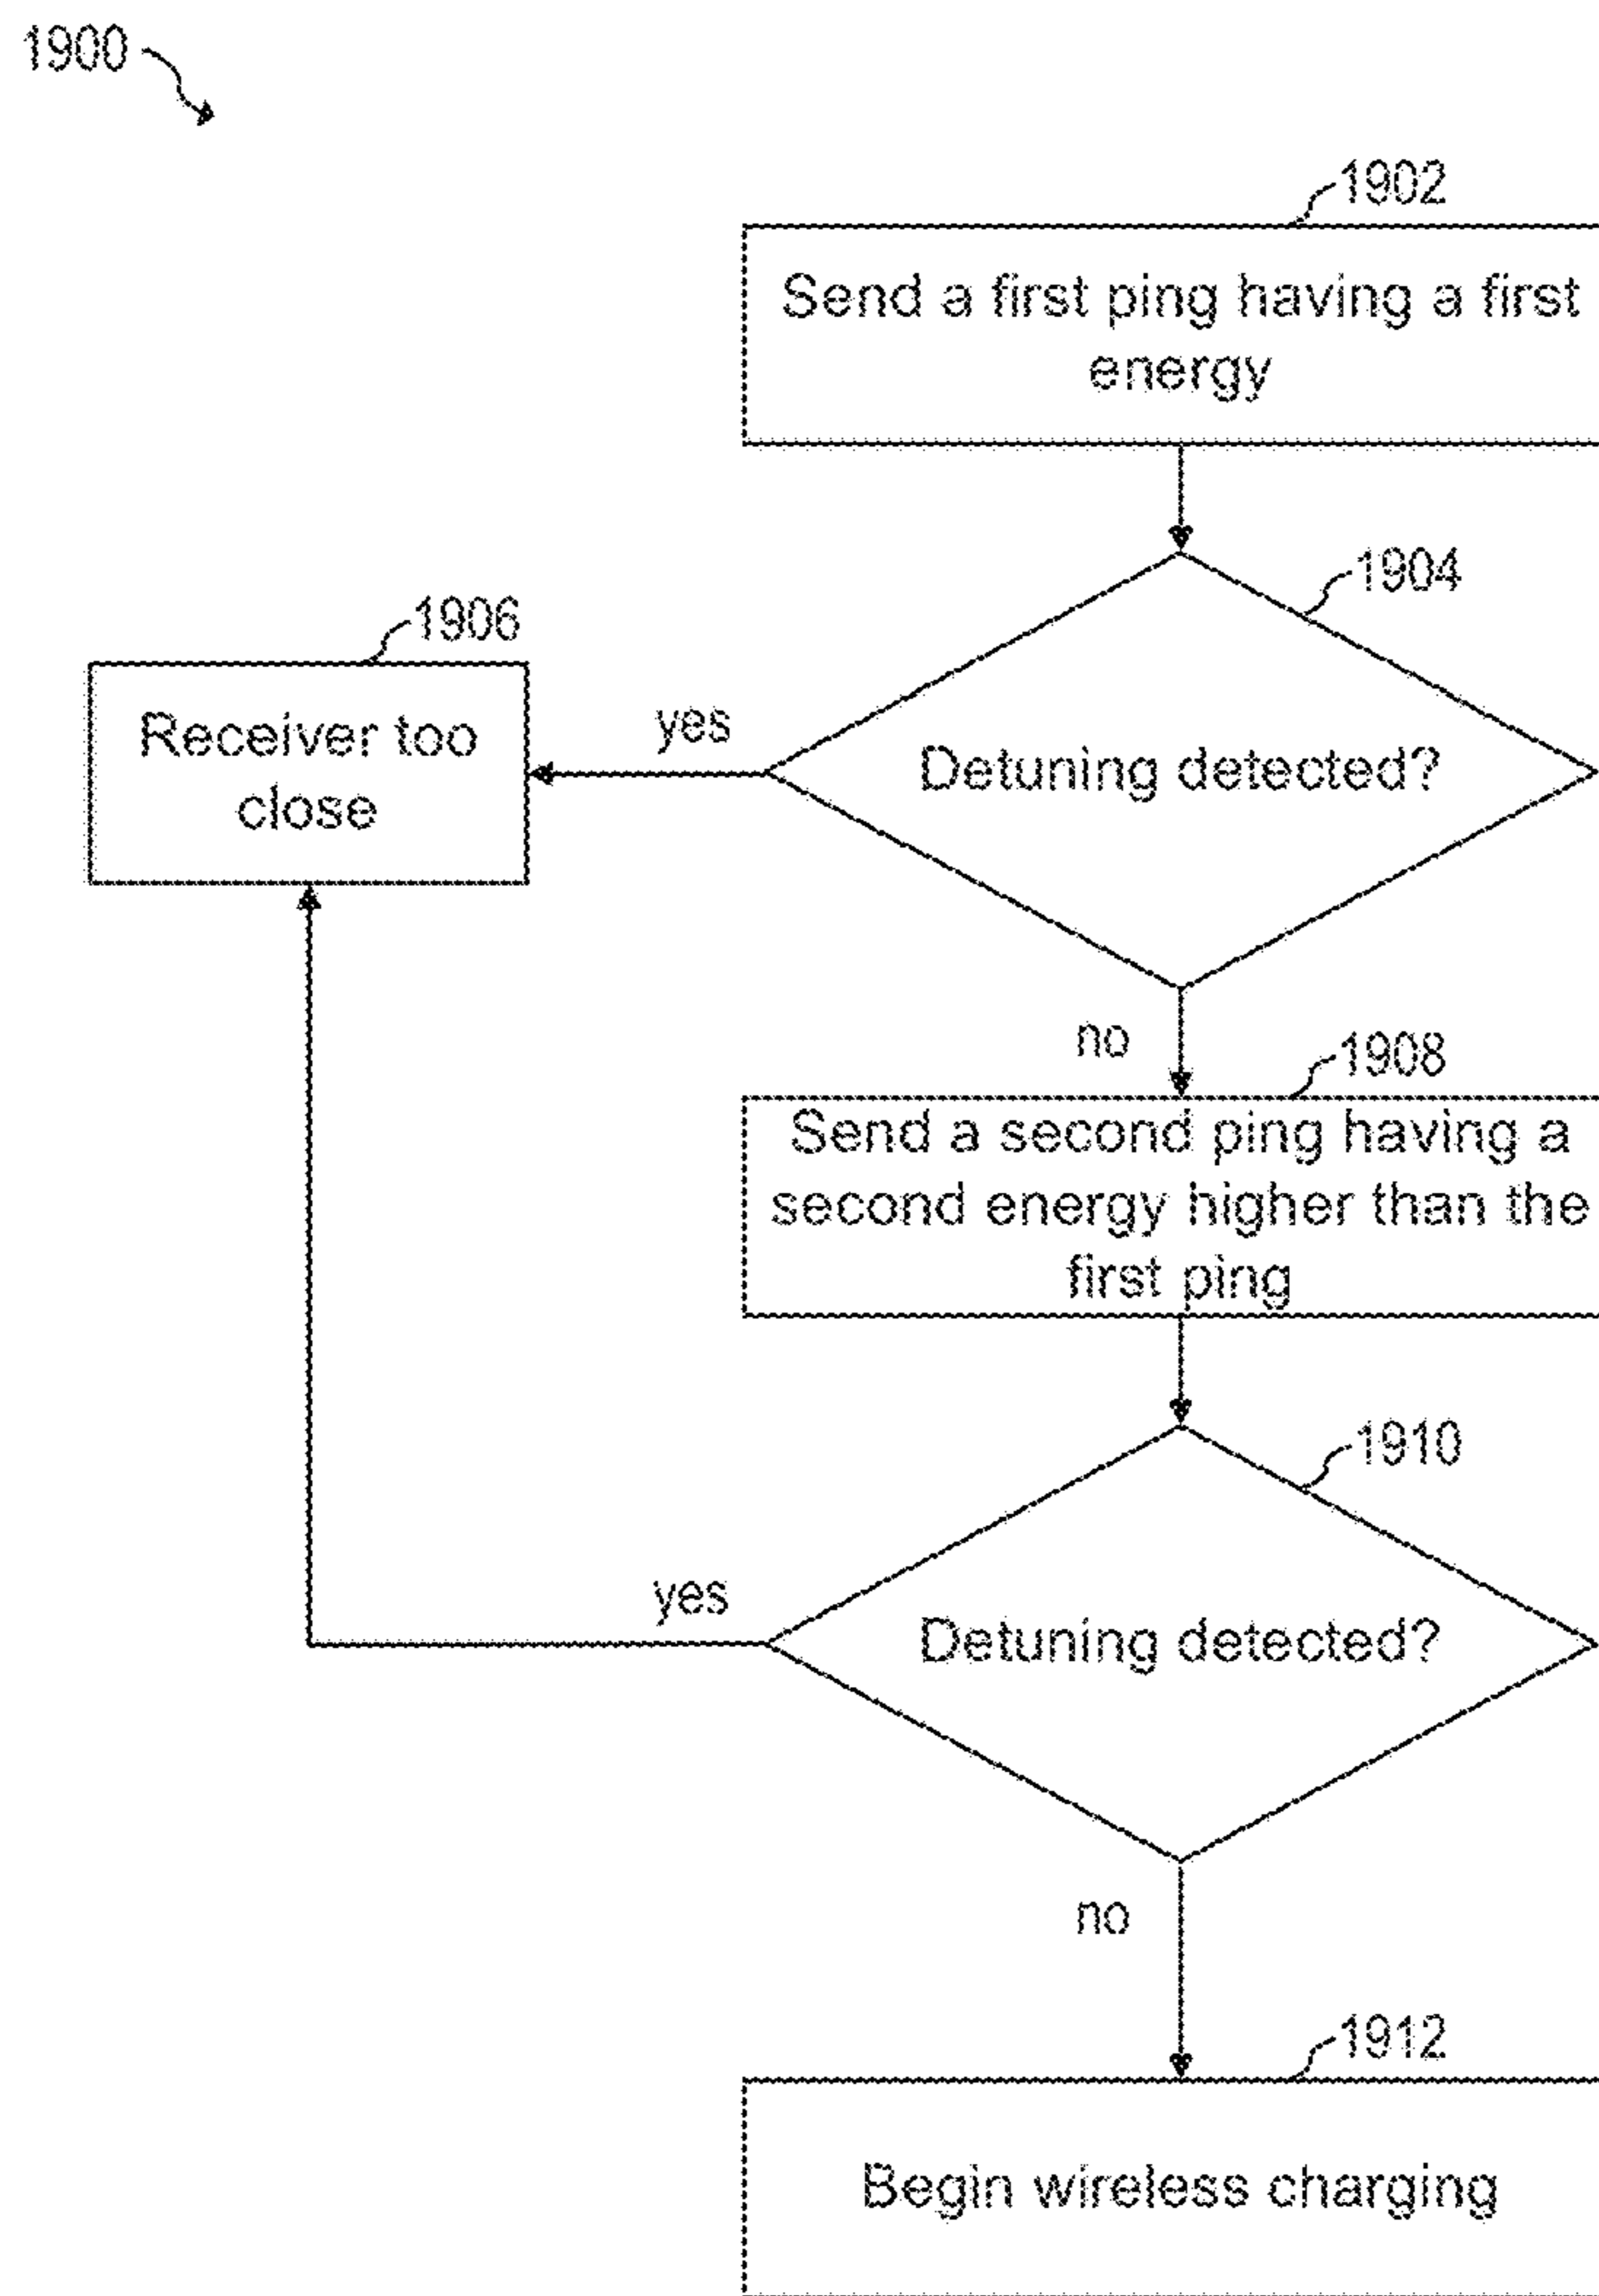 1900
1902
Send a first ping having a first
energy
1904
Detuning detected?
yes
1906
Receiver too
close
no
1908
Send a second ping having a
second energy higher than the
first ping
1910
Detuning detected?
yes
no
1912
Begin wireless charging